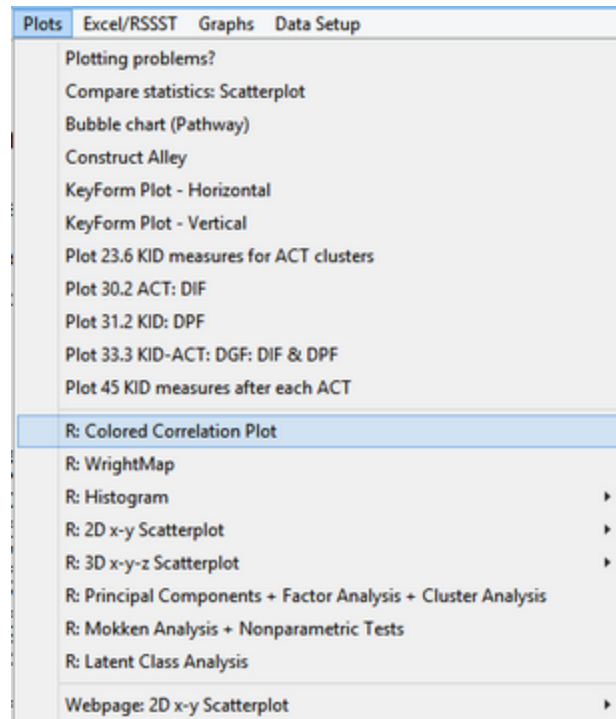 Plots Excel/RSSST Graphs Data Setup
Plotting problems?
Compare statistics: Scatterplot
Bubble chart (Pathway)
Construct Alley
KeyForm Plot - Horizontal
KeyForm Plot - Vertical
Plot 23.6 KID measures for ACT clusters
Plot 30.2 ACT: DIF
Plot 31.2 KID: DPF
Plot 33.3 KID-ACT: DGF: DIF & DPF
Plot 45 KID measures after each ACT
R: Colored Correlation Plot
R: WrightMap
R: Histogram
R: 2D x-y Scatterplot
R: 3D x-y-z Scatterplot
R: Principal Components + Factor Analysis + Cluster Analysis
R: Mokken Analysis + Nonparametric Tests
R: Latent Class Analysis
Webpage: 2D x-y Scatterplot